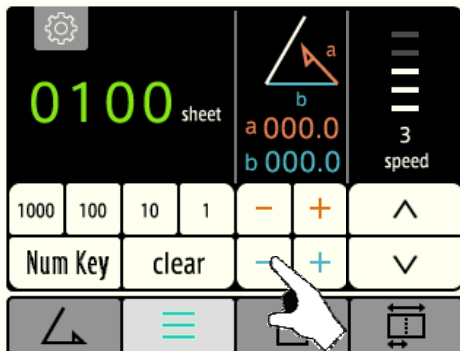 0100 sheet
a
b
a 000.0
b 000.0
3
speed
1000 100 10 1 − +
Num Key clear − +